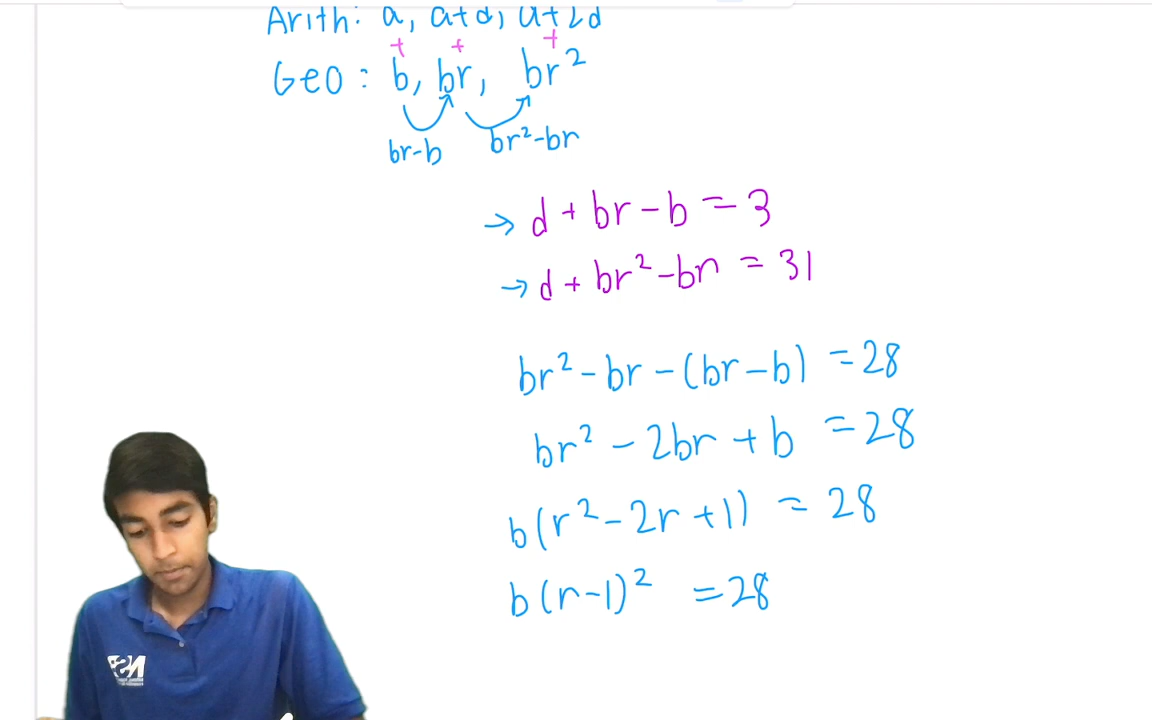 Arith: a, a+d, a+2d
+ + +
Geo: b, br, br²
br-b br²-br
→ d + br - b = 3
→ d + br² - br = 31
br² - br - (br - b) = 28
br² - 2br + b = 28
b(r² - 2r + 1) = 28
b(r-1)² = 28